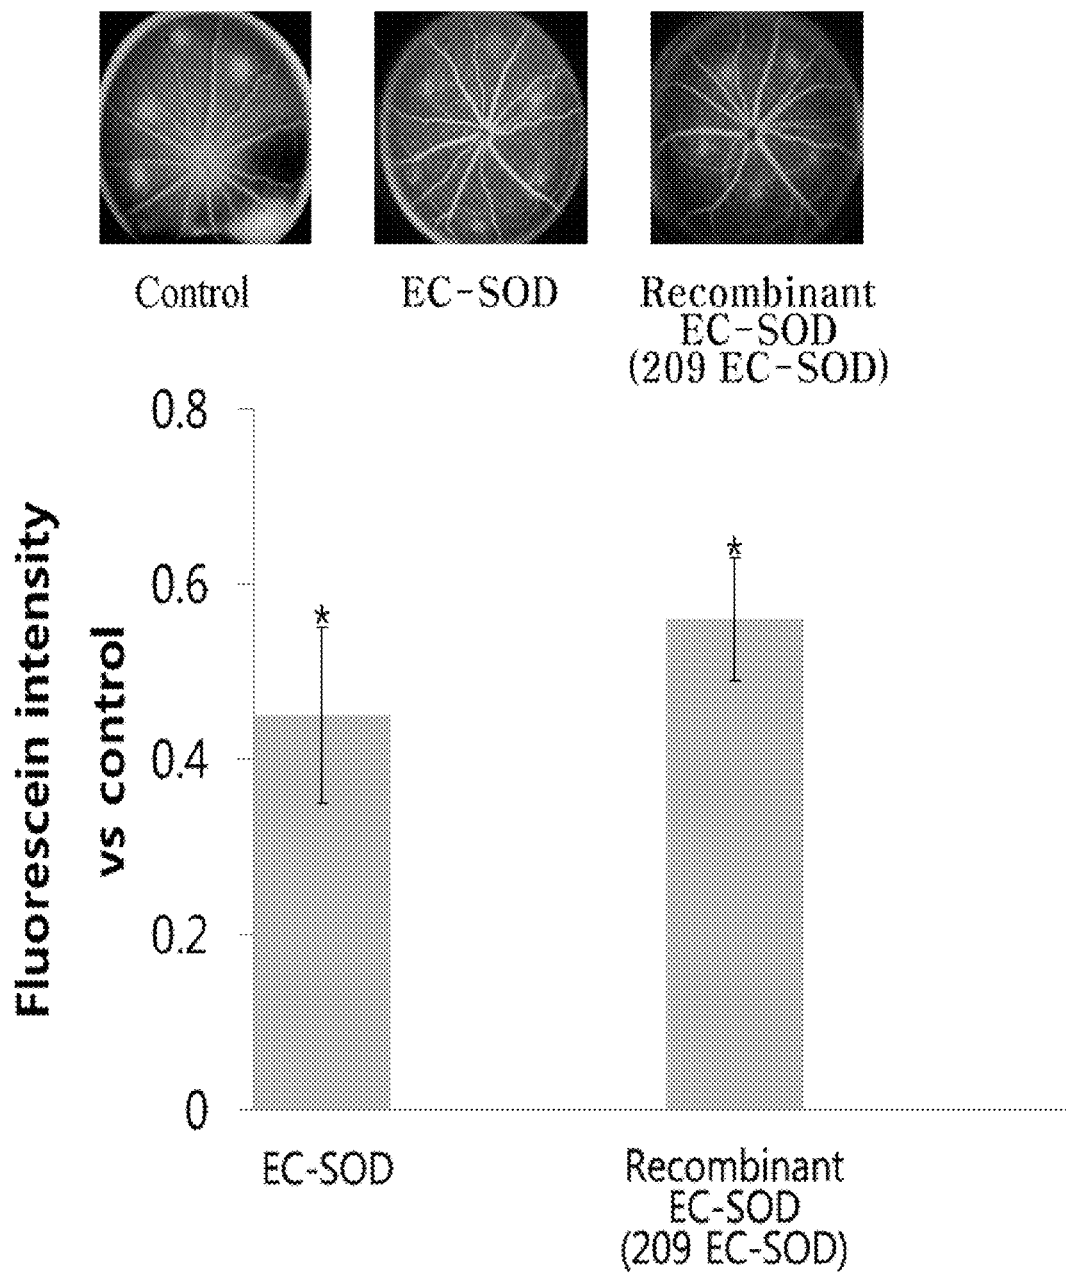 Control
EC-SOD
Recombinant
EC-SOD
(209 EC-SOD)
Fluorescein intensity
vs control
0.8
0.6
0.4
0.2
0
*
*
EC-SOD
Recombinant
EC-SOD
(209 EC-SOD)